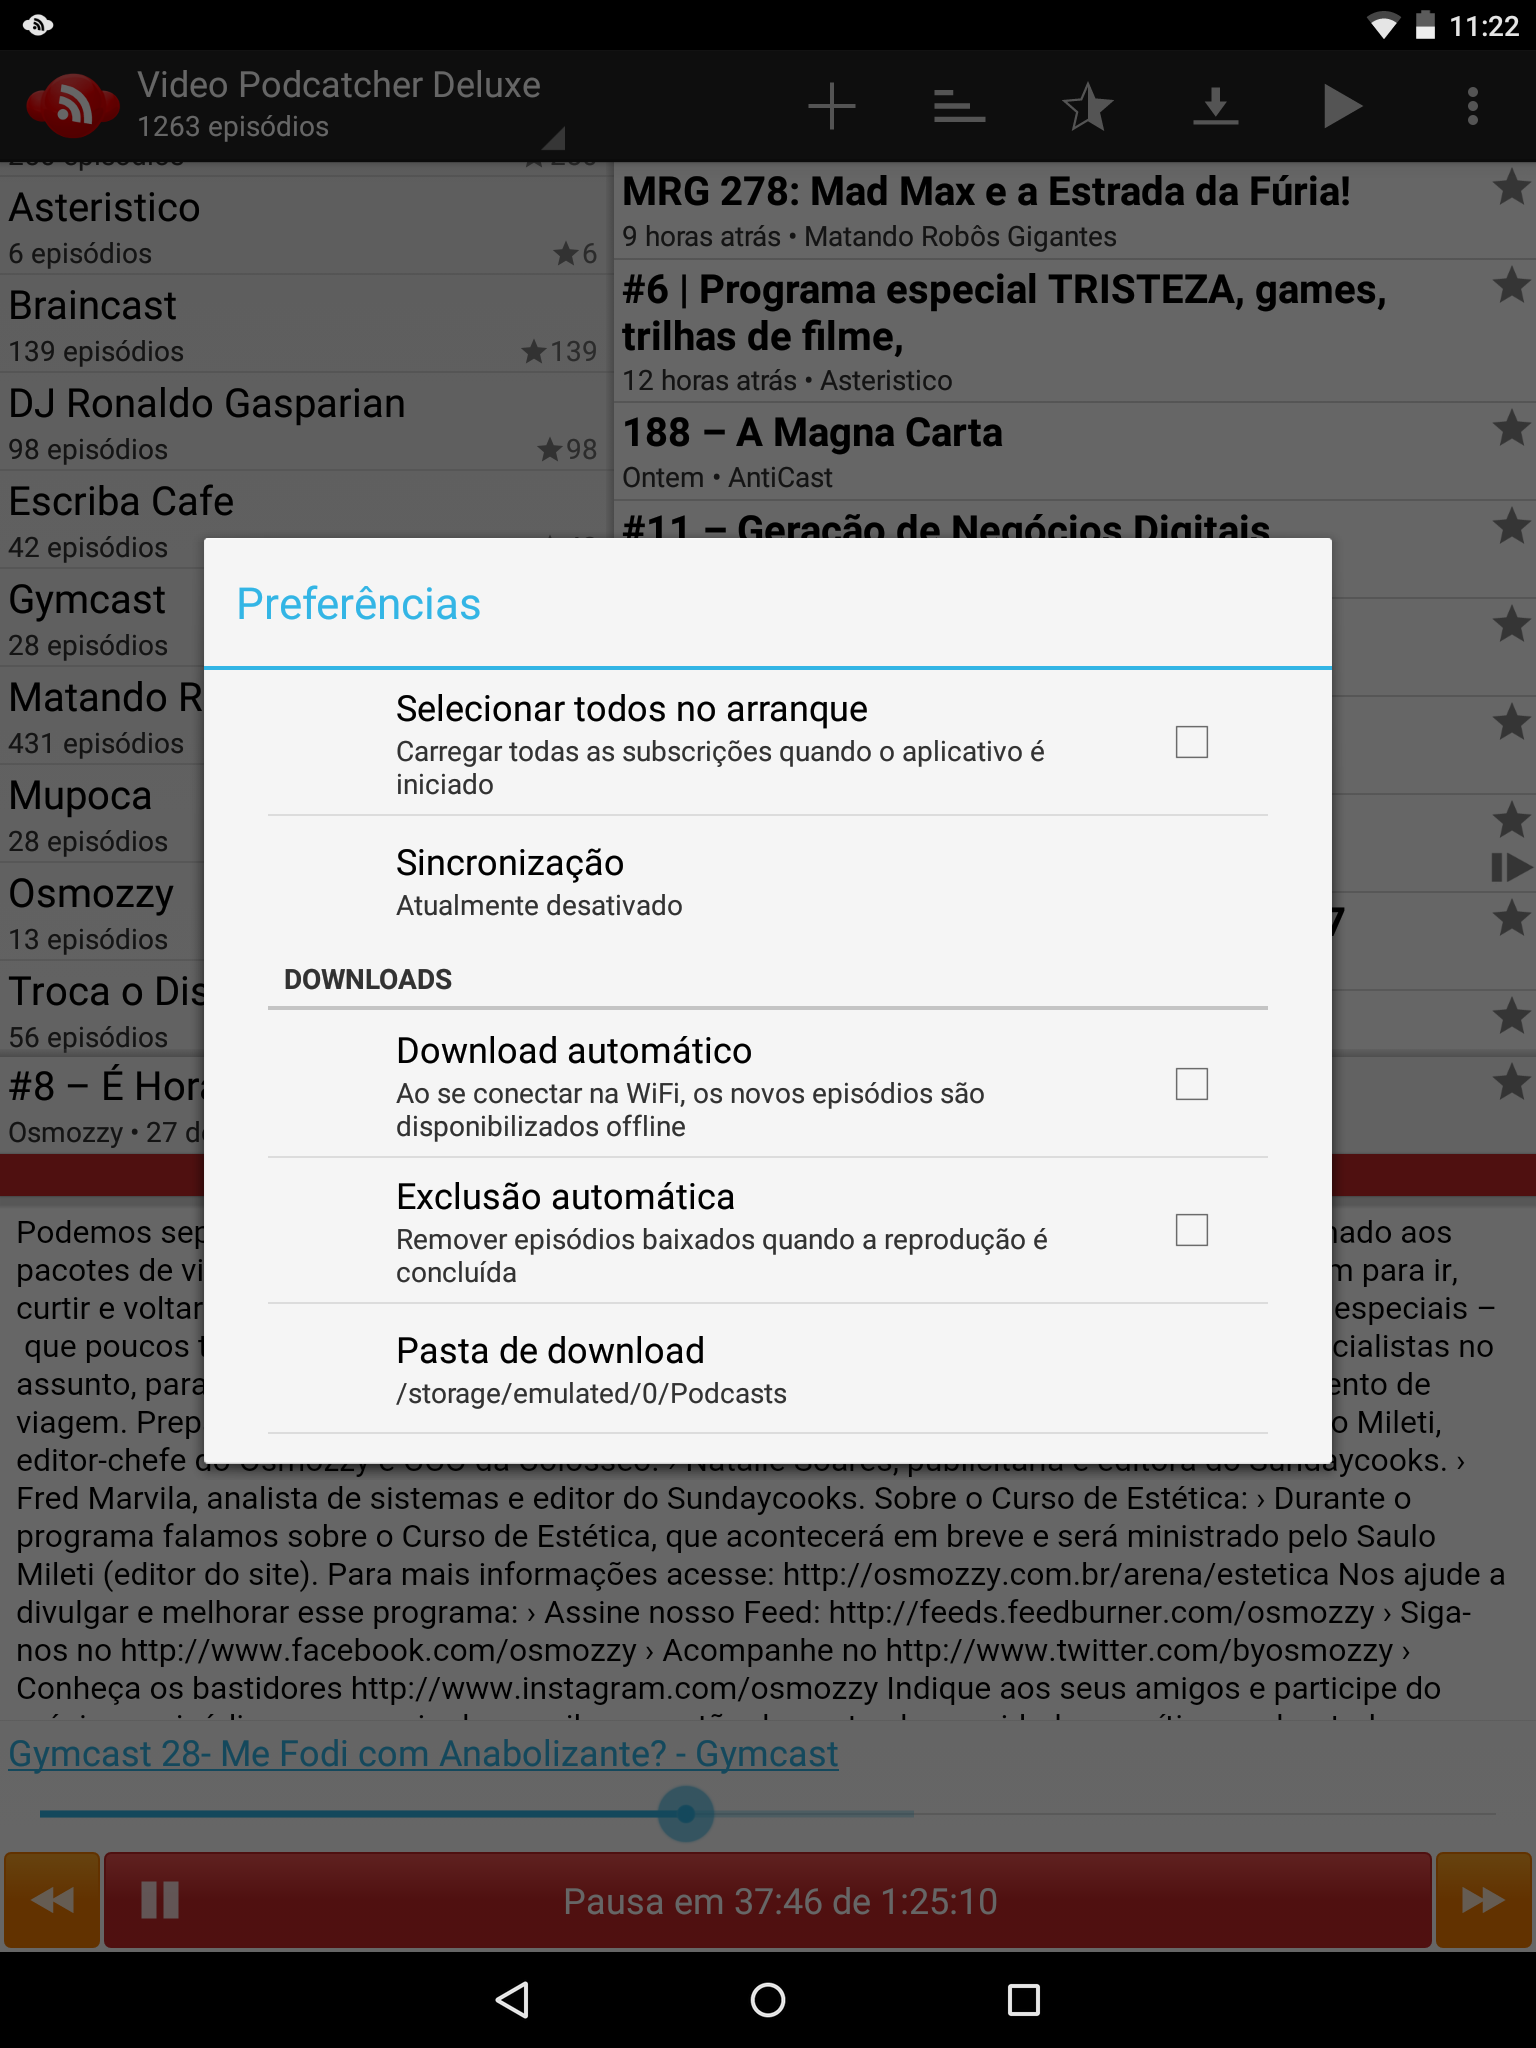 11:22
Video Podcatcher Deluxe
1263 episódios
Asteristico
6 episódios
6
Braincast
139 episódios
139
DJ Ronaldo Gasparian
98 episódios
98
Escriba Cafe
42 episódios
Gymcast
28 episódios
Matando R
431 episódios
Mupoca
28 episódios
Osmozzy
13 episódios
Troca o Dis
56 episódios
MRG 278: Mad Max e a Estrada da Fúria!
9 horas atrás • Matando Robôs Gigantes
#6 | Programa especial TRISTEZA, games,
trilhas de filme,
12 horas atrás • Asteristico
188 – A Magna Carta
Ontem • AntiCast
#11 – Geração de Negócios Digitais
7
Preferências
Selecionar todos no arranque
Carregar todas as subscrições quando o aplicativo é
iniciado
Sincronização
Atualmente desativado
DOWNLOADS
Download automático
Ao se conectar na WiFi, os novos episódios são
disponibilizados offline
Exclusão automática
Remover episódios baixados quando a reprodução é
concluída
Pasta de download
/storage/emulated/0/Podcasts
#8 – É Hora
Osmozzy • 27 d
Podemos sep nado aos
pacotes de vi m para ir,
curtir e voltar especiais –
que poucos t cialistas no
assunto, para ento de
viagem. Prep o Mileti,
editor-chefe do Osmozzy e CCO da Colosseo. › Natalie Soares, publicitária e editora do Sundaycooks. ›
Fred Marvila, analista de sistemas e editor do Sundaycooks. Sobre o Curso de Estética: › Durante o
programa falamos sobre o Curso de Estética, que acontecerá em breve e será ministrado pelo Saulo
Mileti (editor do site). Para mais informações acesse: http://osmozzy.com.br/arena/estetica Nos ajude a
divulgar e melhorar esse programa: › Assine nosso Feed: http://feeds.feedburner.com/osmozzy › Siga-
nos no http://www.facebook.com/osmozzy › Acompanhe no http://www.twitter.com/byosmozzy ›
Conheça os bastidores http://www.instagram.com/osmozzy Indique aos seus amigos e participe do
Gymcast 28- Me Fodi com Anabolizante? - Gymcast
Pausa em 37:46 de 1:25:10